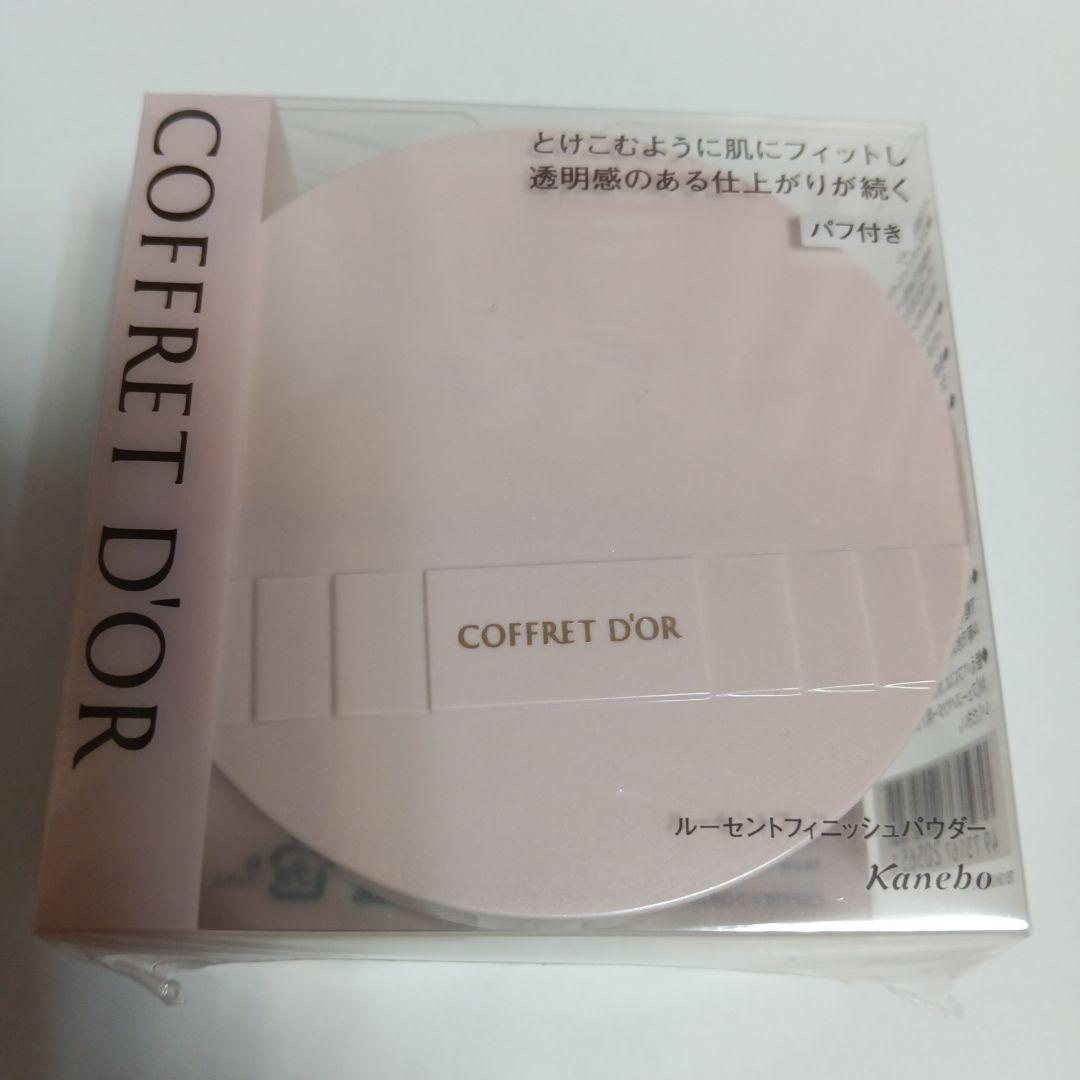 COFFRET D'OR
とけこむように肌にフィットし
透明感のある仕上がりが続く
パフ付き
COFFRET D'OR
ルーセントフィニッシュパウダー
Kanebo